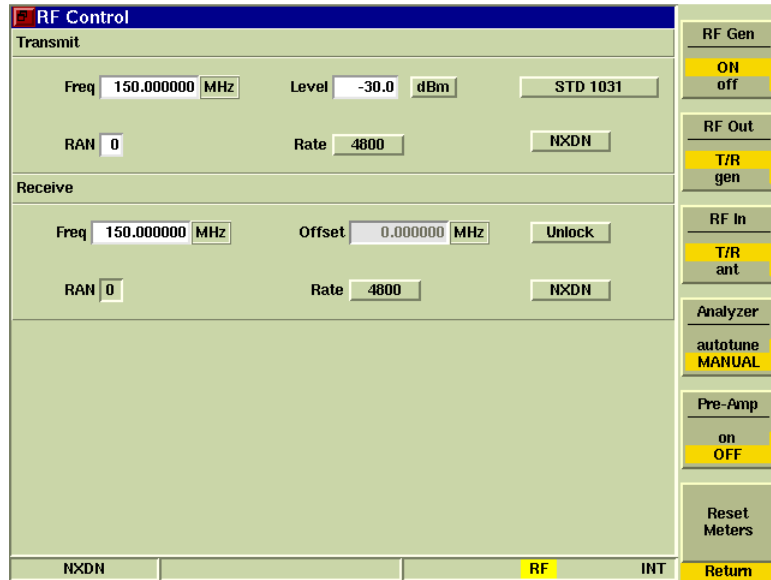 RF Control
Transmit
Freq 150.000000 MHz Level -30.0 dBm STD 1031
RAN 0 Rate 4800 NXDN
Receive
Freq 150.000000 MHz Offset 0.000000 MHz Unlock
RAN 0 Rate 4800 NXDN
NXDN RF INT
RF Gen
ON
off
RF Out
T/R
gen
RF In
T/R
ant
Analyzer
autotune
MANUAL
Pre-Amp
on
OFF
Reset
Meters
Return